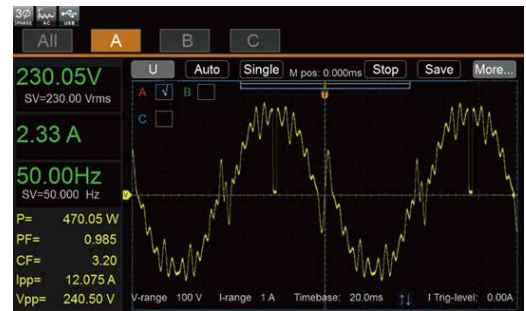 3Ø
3PHASE AC USB
All A B C
230.05V
SV=230.00 Vrms
2.33 A
50.00Hz
SV=50.000 Hz
P= 470.05 W
PF= 0.985
CF= 3.20
Ipp= 12.075 A
Vpp= 240.50 V
U Auto Single M pos: 0.000ms Stop Save More...
A √ B
C
V-range 100 V I-range 1 A Timebase: 20.0ms ↑↓ I Trig-level: 0.00A